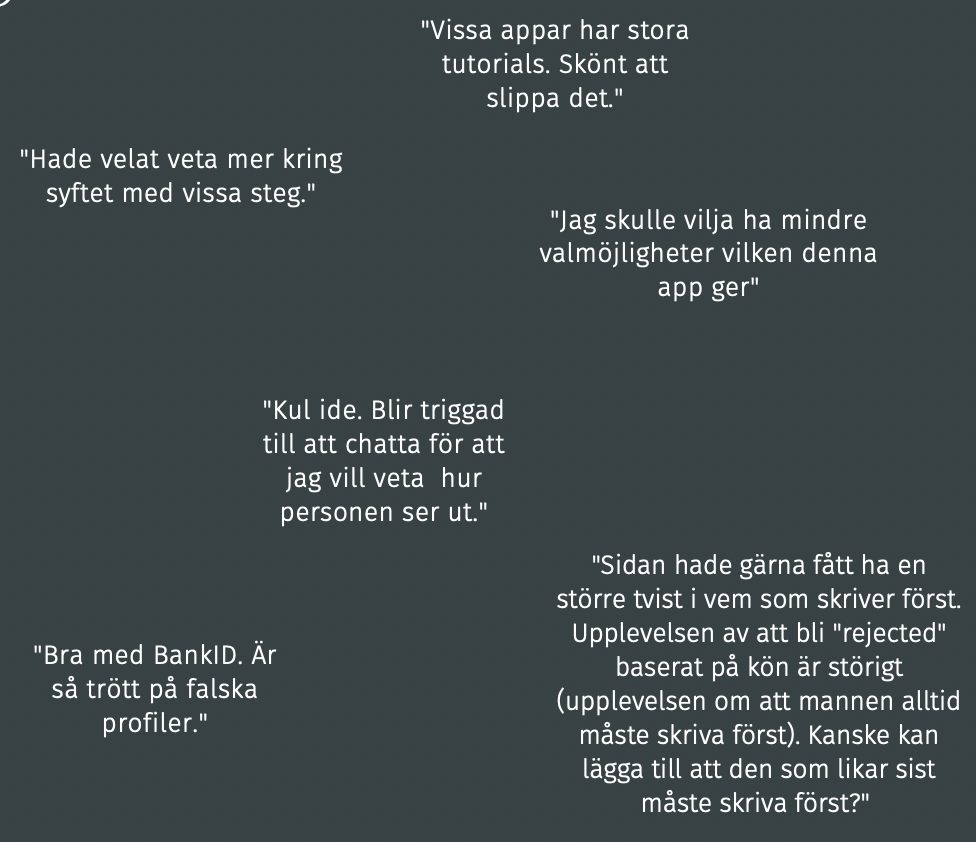 "Vissa appar har stora
tutorials. Skönt att
slippa det."
"Hade velat veta mer kring
syftet med vissa steg."
"Jag skulle vilja ha mindre
valmöjligheter vilken denna
app ger"
"Kul ide. Blir triggad
till att chatta för att
jag vill veta  hur
personen ser ut."
"Sidan hade gärna fått ha en
större tvist i vem som skriver först.
Upplevelsen av att bli "rejected"
baserat på kön är störigt
(upplevelsen om att mannen alltid
måste skriva först). Kanske kan
lägga till att den som likar sist
måste skriva först?"
"Bra med BankID. Är
så trött på falska
profiler."